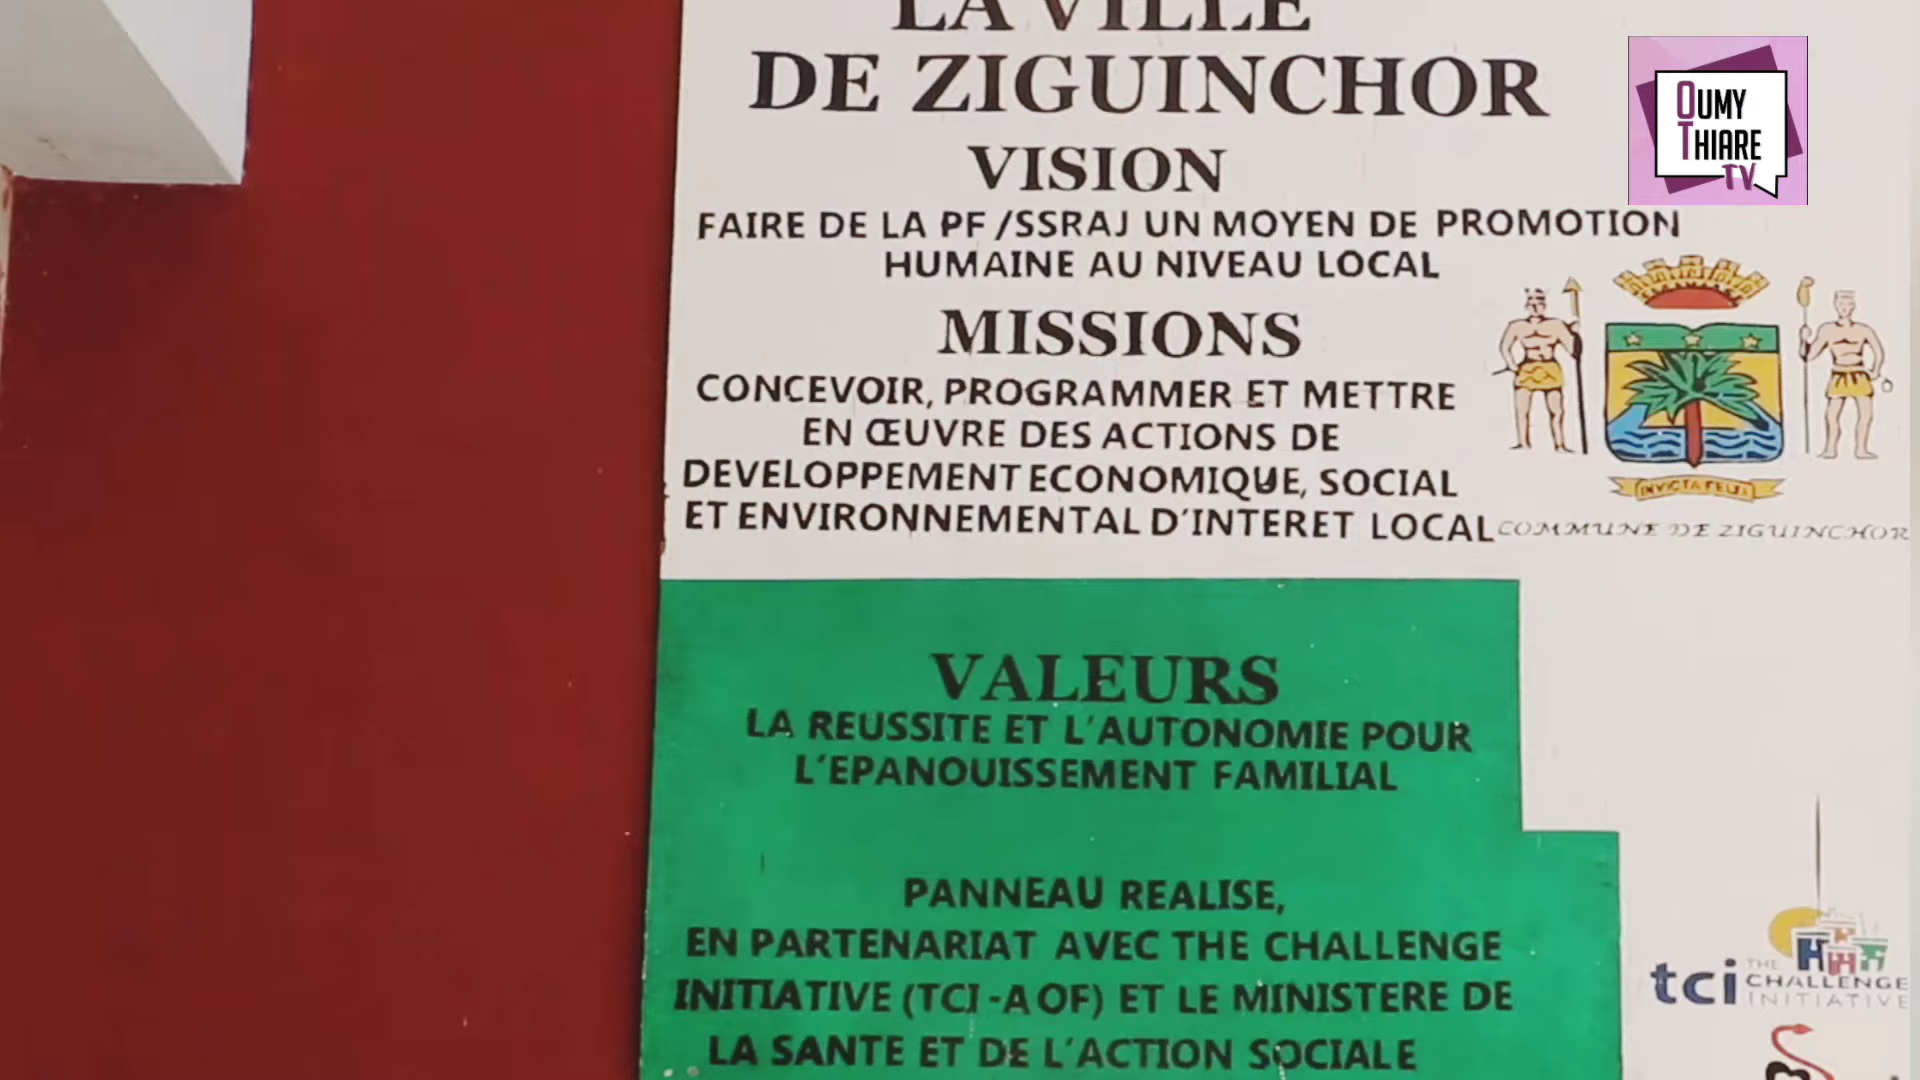 LA VILLE
DE ZIGUINCHOR
VISION
FAIRE DE LA PF /SSRAJ UN MOYEN DE PROMOTION
HUMAINE AU NIVEAU LOCAL
MISSIONS
CONCEVOIR, PROGRAMMER ET METTRE
EN ŒUVRE DES ACTIONS DE
DEVELOPPEMENT ECONOMIQUE, SOCIAL
ET ENVIRONNEMENTAL D'INTERET LOCAL
INVICTA FELIX
COMMUNE DE ZIGUINCHOR
VALEURS
LA REUSSITE ET L'AUTONOMIE POUR
L'EPANOUISSEMENT FAMILIAL
PANNEAU REALISE,
EN PARTENARIAT AVEC THE CHALLENGE
INITIATIVE (TCI -AOF) ET LE MINISTERE DE
LA SANTE ET DE L'ACTION SOCIALE
tci THE
CHALLENGE
INITIATIVE
OUMY
THIARE
TV